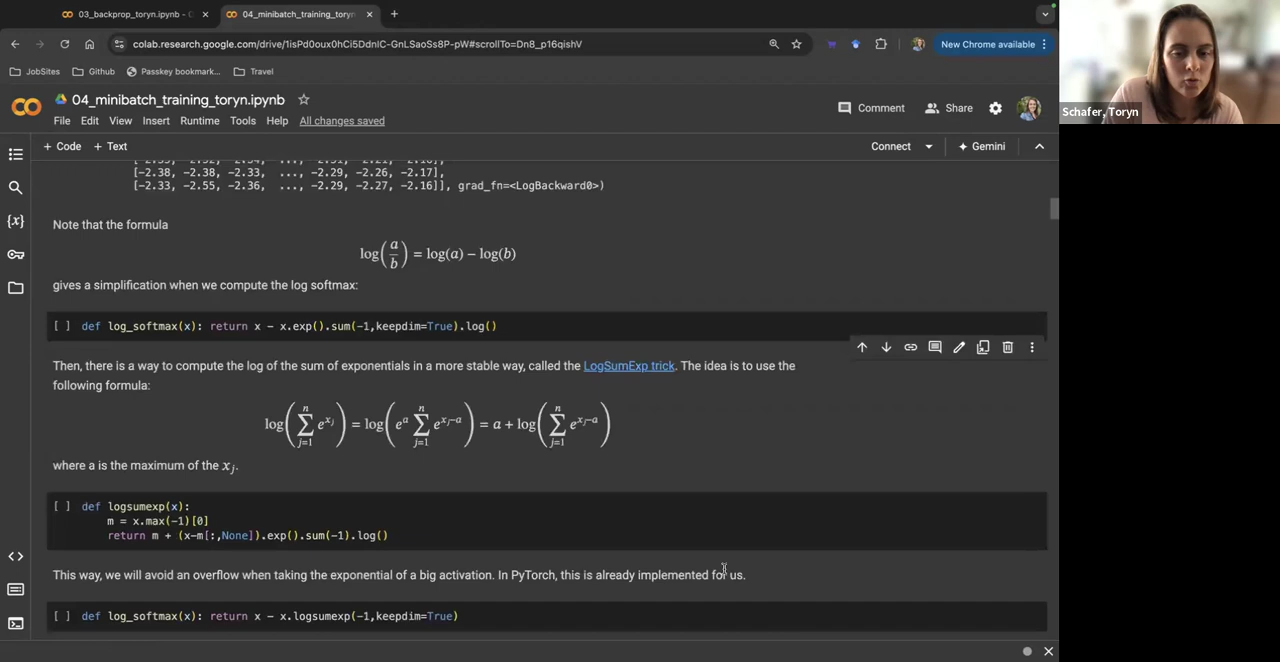 03_backprop_toryn.ipynb - C
04_minibatch_training_toryn
colab.research.google.com/drive/1isPd0oux0hCi5DdnlC-GnLSaoSs8P-pW#scrollTo=Dn8_p16qishV
New Chrome available
JobSites
Github
Passkey bookmark...
Travel
Schafer, Toryn
04_minibatch_training_toryn.ipynb
Comment
Share
File Edit View Insert Runtime Tools Help All changes saved
+ Code + Text
Connect
Gemini
[-2.38, -2.38, -2.33, ..., -2.29, -2.26, -2.17],
[-2.33, -2.55, -2.36, ..., -2.29, -2.27, -2.16]], grad_fn=<LogBackward0>)
Note that the formula
log(a/b) = log(a) − log(b)
gives a simplification when we compute the log softmax:
[ ] def log_softmax(x): return x - x.exp().sum(-1,keepdim=True).log()
Then, there is a way to compute the log of the sum of exponentials in a more stable way, called the LogSumExp trick. The idea is to use the
following formula:
log(∑_{j=1}^{n} e^{x_j}) = log(e^a ∑_{j=1}^{n} e^{x_j−a}) = a + log(∑_{j=1}^{n} e^{x_j−a})
where a is the maximum of the x_j.
[ ] def logsumexp(x):
m = x.max(-1)[0]
return m + (x-m[:,None]).exp().sum(-1).log()
This way, we will avoid an overflow when taking the exponential of a big activation. In PyTorch, this is already implemented for us.
[ ] def log_softmax(x): return x - x.logsumexp(-1,keepdim=True)